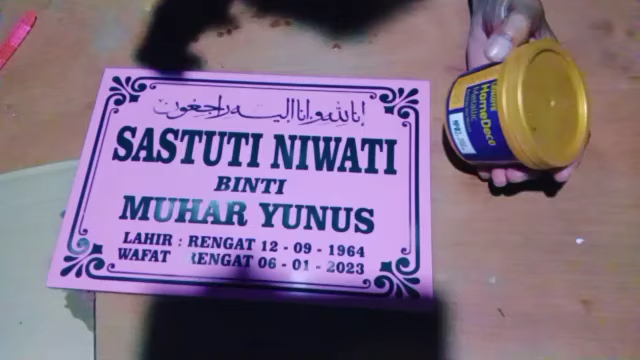 إنا لله وإنا إليه راجعون
SASTUTI NIWATI
BINTI
MUHAR YUNUS
LAHIR : RENGAT 12 - 09 - 1964
WAFAT RENGAT 06 - 01 - 2023
HomeDeco
Metallic